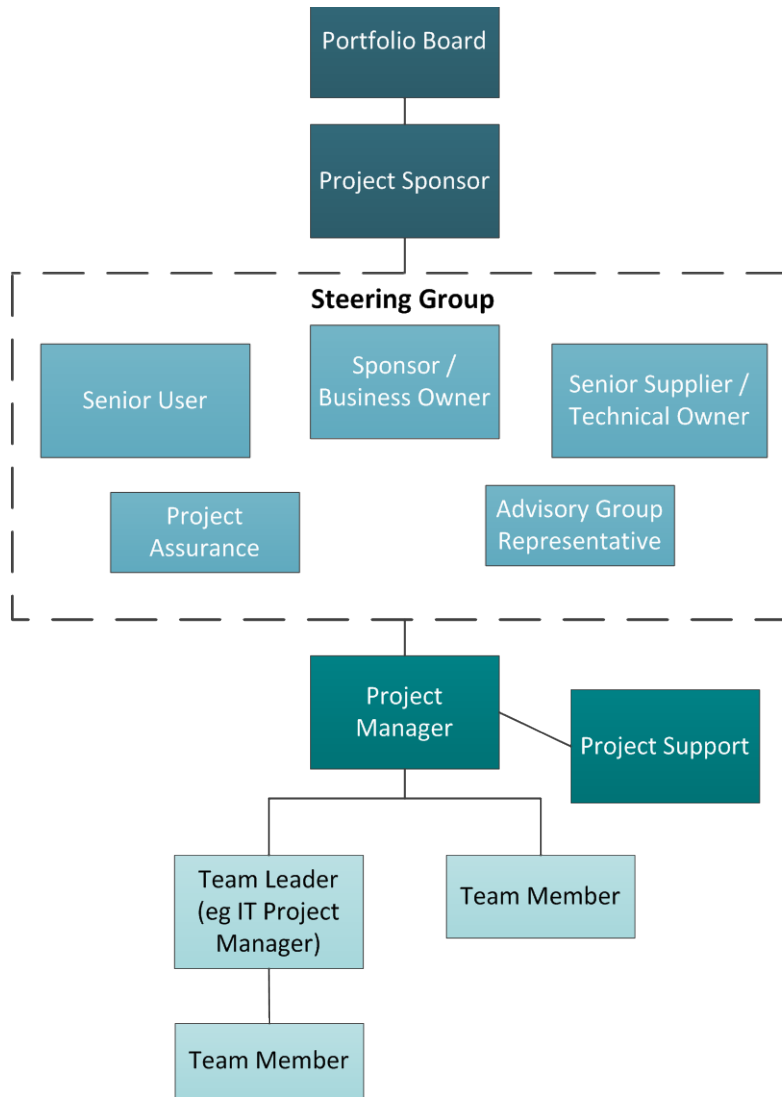 Portfolio Board
Project Sponsor
Steering Group
Senior User
Sponsor /
Business Owner
Senior Supplier /
Technical Owner
Project
Assurance
Advisory Group
Representative
Project
Manager
Project Support
Team Leader
(eg IT Project
Manager)
Team Member
Team Member